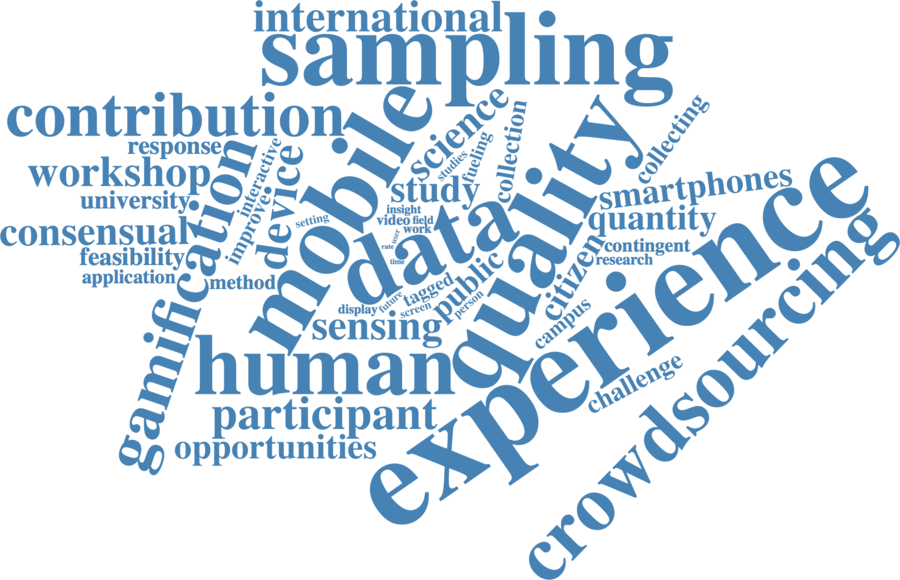 international
sampling
contribution
mobile
science
collection
collecting
response
interactive
studies
fueling
workshop
gamification
device
study
quality
smartphones
experience
university
improve
setting
insight
video
field
work
data
quantity
consensual
user
rate
time
citizen
contingent
research
feasibility
application
method
tagged
public
future
screen
person
display
sensing
campus
crowdsourcing
human
challenge
participant
opportunities